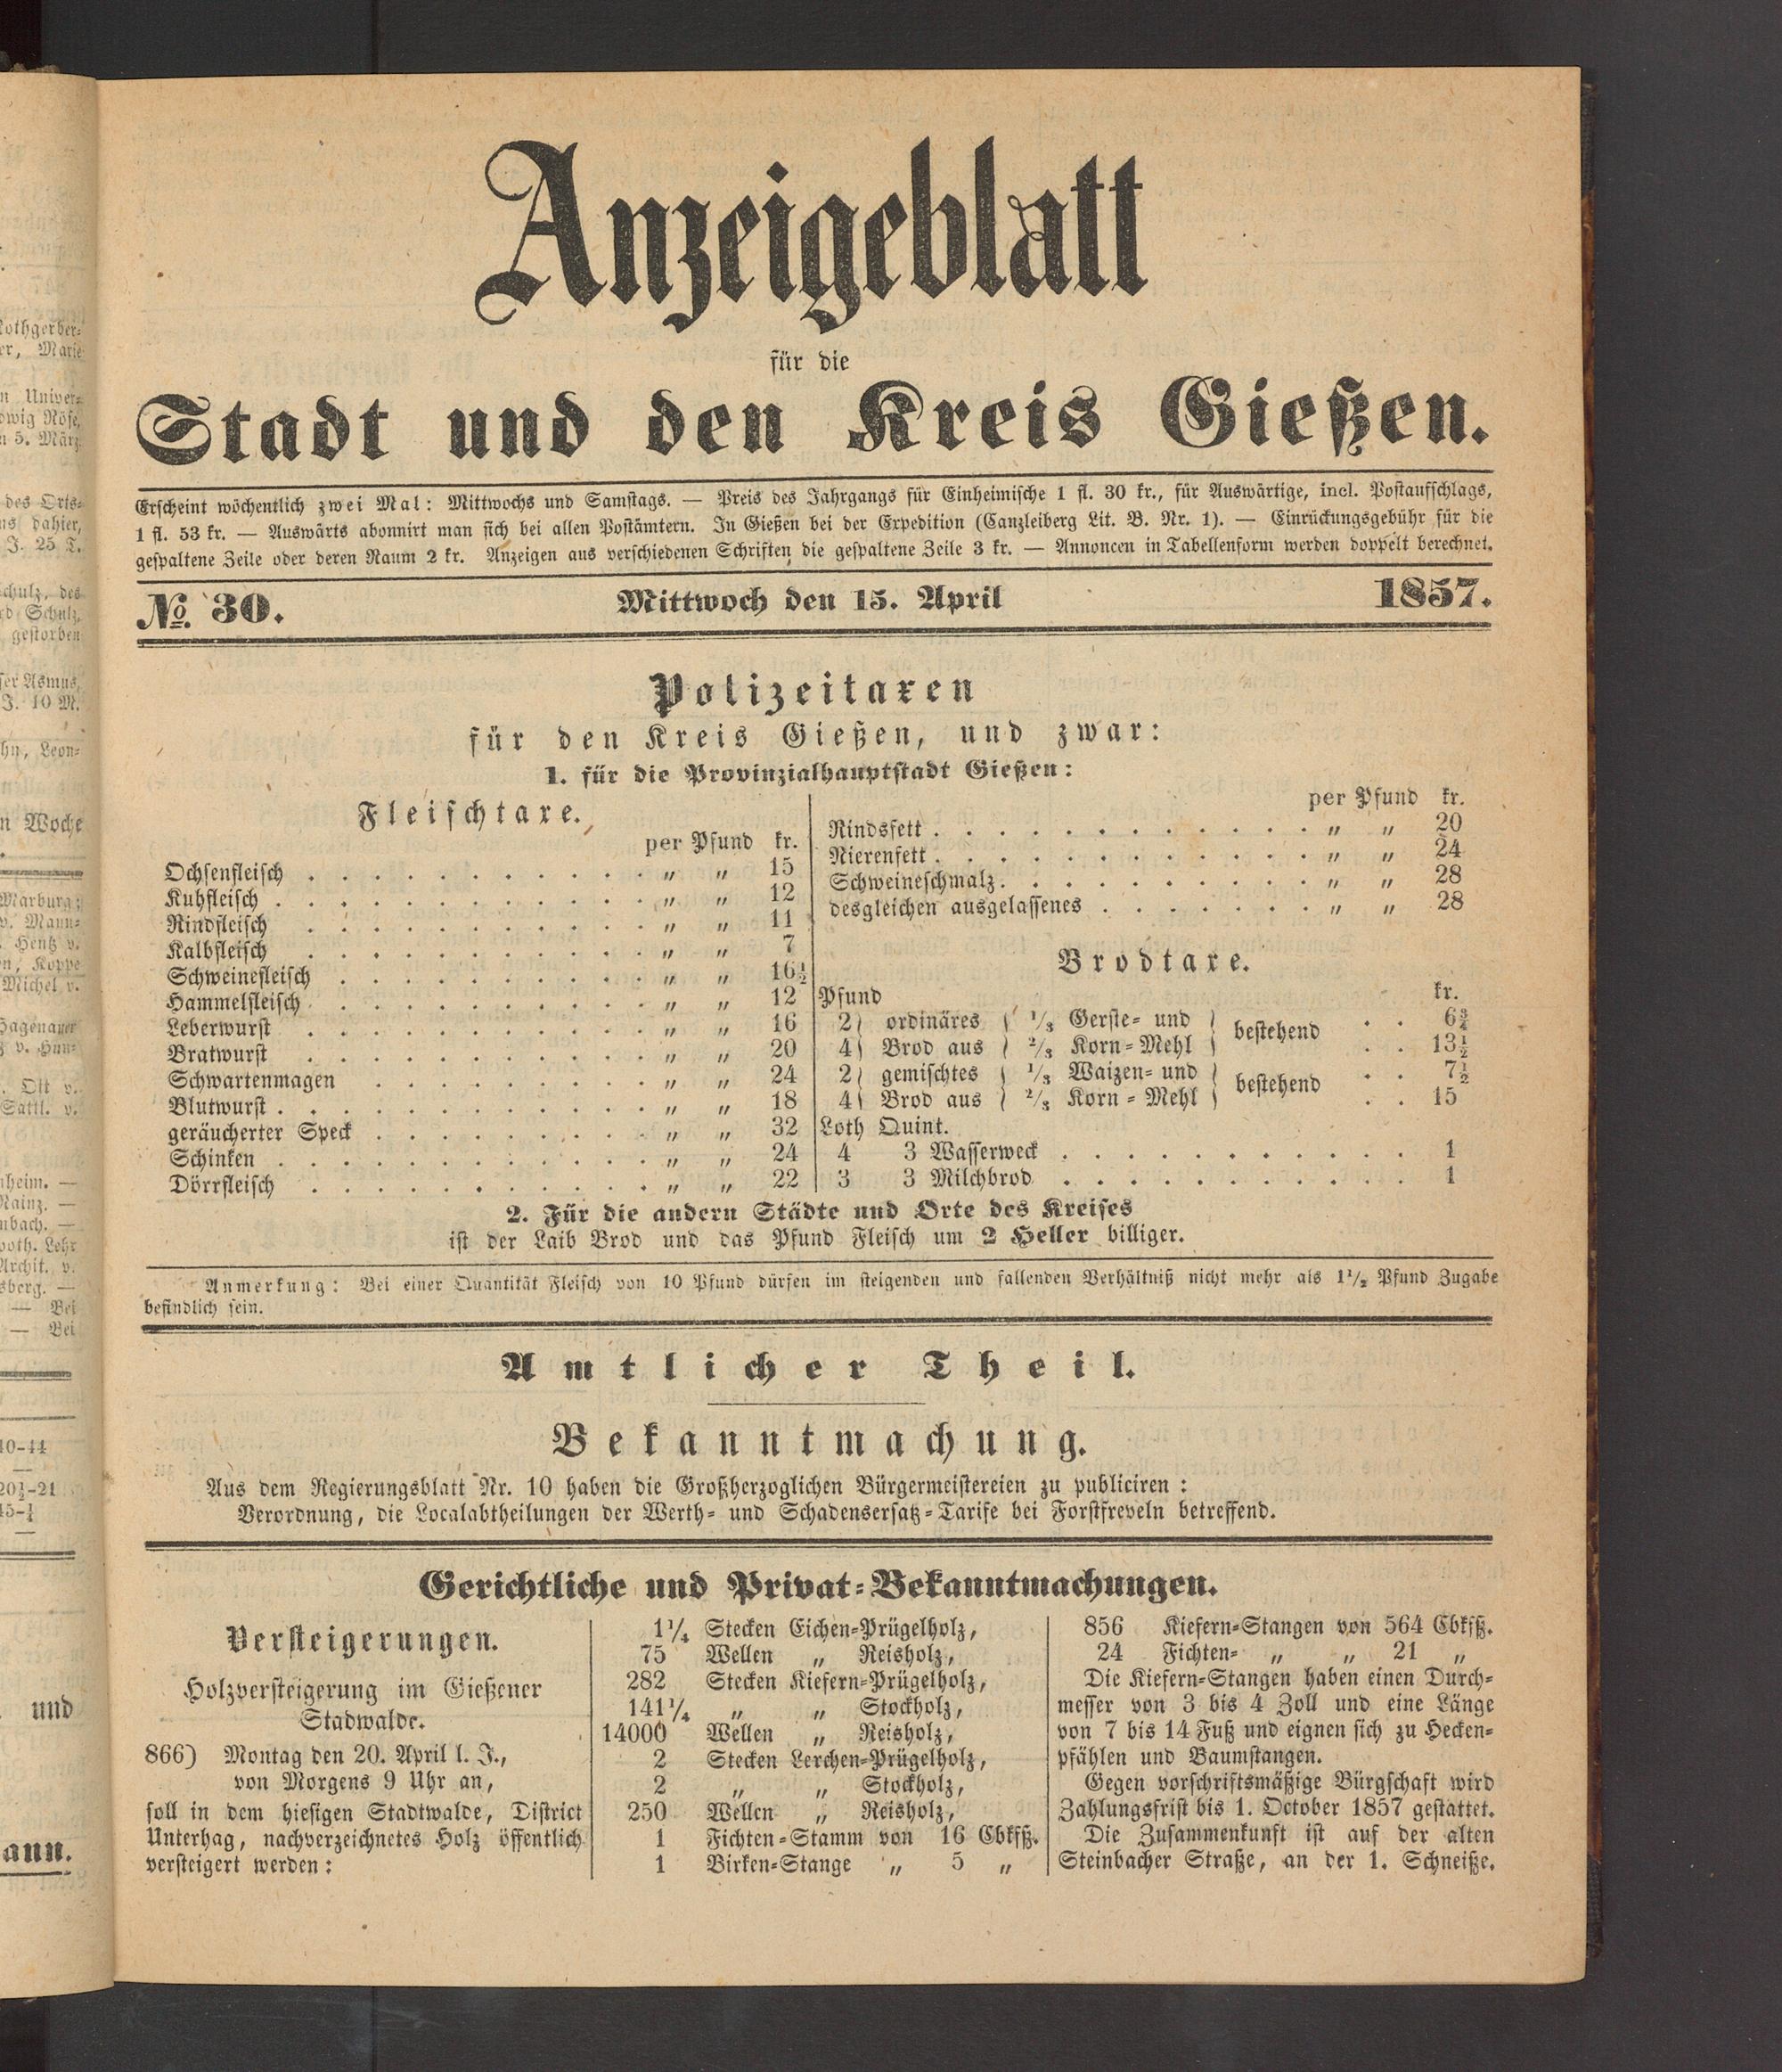 Anzeigeblatt
für die
Stadt und den Kreis Gießen.
Erscheint wöchentlich zwei Mal: Mittwochs und Samstags. — Preis des Jahrgangs für Einheimische 1 fl. 30 kr., für Auswärtige, incl. Postaufschlags,
1 fl. 53 kr. — Auswärts abonnirt man sich bei allen Postämtern. In Gießen bei der Expedition (Canzleiberg Lit. B. Nr. 1). — Einrückungsgebühr für die
gespaltene Zeile oder deren Raum 2 kr. Anzeigen aus verschiedenen Schriften die gespaltene Zeile 3 kr. — Annoncen in Tabellenform werden doppelt berechnet.
No. 30. Mittwoch den 15. April 1857.
Polizeitaxen
für den Kreis Gießen, und zwar:
1. für die Provinzialhauptstadt Gießen:
Fleischtaxe.
per Pfund kr.
Ochsenfleisch . . . . . . . . . . . „ „ 15
Kuhfleisch . . . . . . . . . . . . „ „ 12
Rindfleisch . . . . . . . . . . . „ „ 11
Kalbfleisch . . . . . . . . . . . „ „ 7
Schweinefleisch . . . . . . . . . . „ „ 16½
Hammelfleisch . . . . . . . . . . . „ „ 12
Leberwurst . . . . . . . . . . . „ „ 16
Bratwurst . . . . . . . . . . . „ „ 20
Schwartenmagen . . . . . . . . . „ „ 24
Blutwurst . . . . . . . . . . . . „ „ 18
geräucherter Speck . . . . . . . . . „ „ 32
Schinken . . . . . . . . . . . . „ „ 24
Dörrfleisch . . . . . . . . . . . „ „ 22
per Pfund kr.
Rindsfett . . . . . . . . . . . . „ „ 20
Nierenfett . . . . . . . . . . . . „ „ 24
Schweineschmalz . . . . . . . . . . „ „ 28
desgleichen ausgelassenes . . . . . . . „ „ 28
Brodtaxe.
Pfund kr.
2) ordinäres ( 1/3 Gerste- und ) bestehend . . 6¾
4) Brod aus ( 2/3 Korn-Mehl ) . . 13½
2) gemischtes ( 1/3 Waizen- und ) bestehend . . 7½
4) Brod aus ( 2/3 Korn-Mehl ) . . 15
Loth Quint.
4 3 Wasserweck . . . . . . . . . . . 1
3 3 Milchbrod . . . . . . . . . . . 1
2. Für die andern Städte und Orte des Kreises
ist der Laib Brod und das Pfund Fleisch um 2 Heller billiger.
Anmerkung: Bei einer Quantität Fleisch von 10 Pfund dürfen im steigenden und fallenden Verhältniß nicht mehr als 1½ Pfund Zugabe
befindlich sein.
Amtlicher Theil.
Bekanntmachung.
Aus dem Regierungsblatt Nr. 10 haben die Großherzoglichen Bürgermeistereien zu publiciren:
Verordnung, die Localabtheilungen der Werth- und Schadensersatz-Tarife bei Forstfreveln betreffend.
Gerichtliche und Privat-Bekanntmachungen.
Versteigerungen.
Holzversteigerung im Gießener
Stadwalde.
866) Montag den 20. April l. J.,
von Morgens 9 Uhr an,
soll in dem hiesigen Stadtwalde, District
Unterhag, nachverzeichnetes Holz öffentlich
versteigert werden:
1¼ Stecken Eichen-Prügelholz,
75 Wellen „ Reisholz,
282 Stecken Kiefern-Prügelholz,
141¼ „ „ Stockholz,
14000 Wellen „ Reisholz,
2 Stecken Lerchen-Prügelholz,
2 „ „ Stockholz,
250 Wellen „ Reisholz,
1 Fichten-Stamm von 16 Cbkfß.
1 Birken-Stange „ 5 „
856 Kiefern-Stangen von 564 Cbkfß.
24 Fichten- „ „ 21 „
Die Kiefern-Stangen haben einen Durch-
messer von 3 bis 4 Zoll und eine Länge
von 7 bis 14 Fuß und eignen sich zu Hecken-
pfählen und Baumstangen.
Gegen vorschriftsmäßige Bürgschaft wird
Zahlungsfrist bis 1. October 1857 gestattet.
Die Zusammenkunft ist auf der alten
Steinbacher Straße, an der 1. Schneiße.